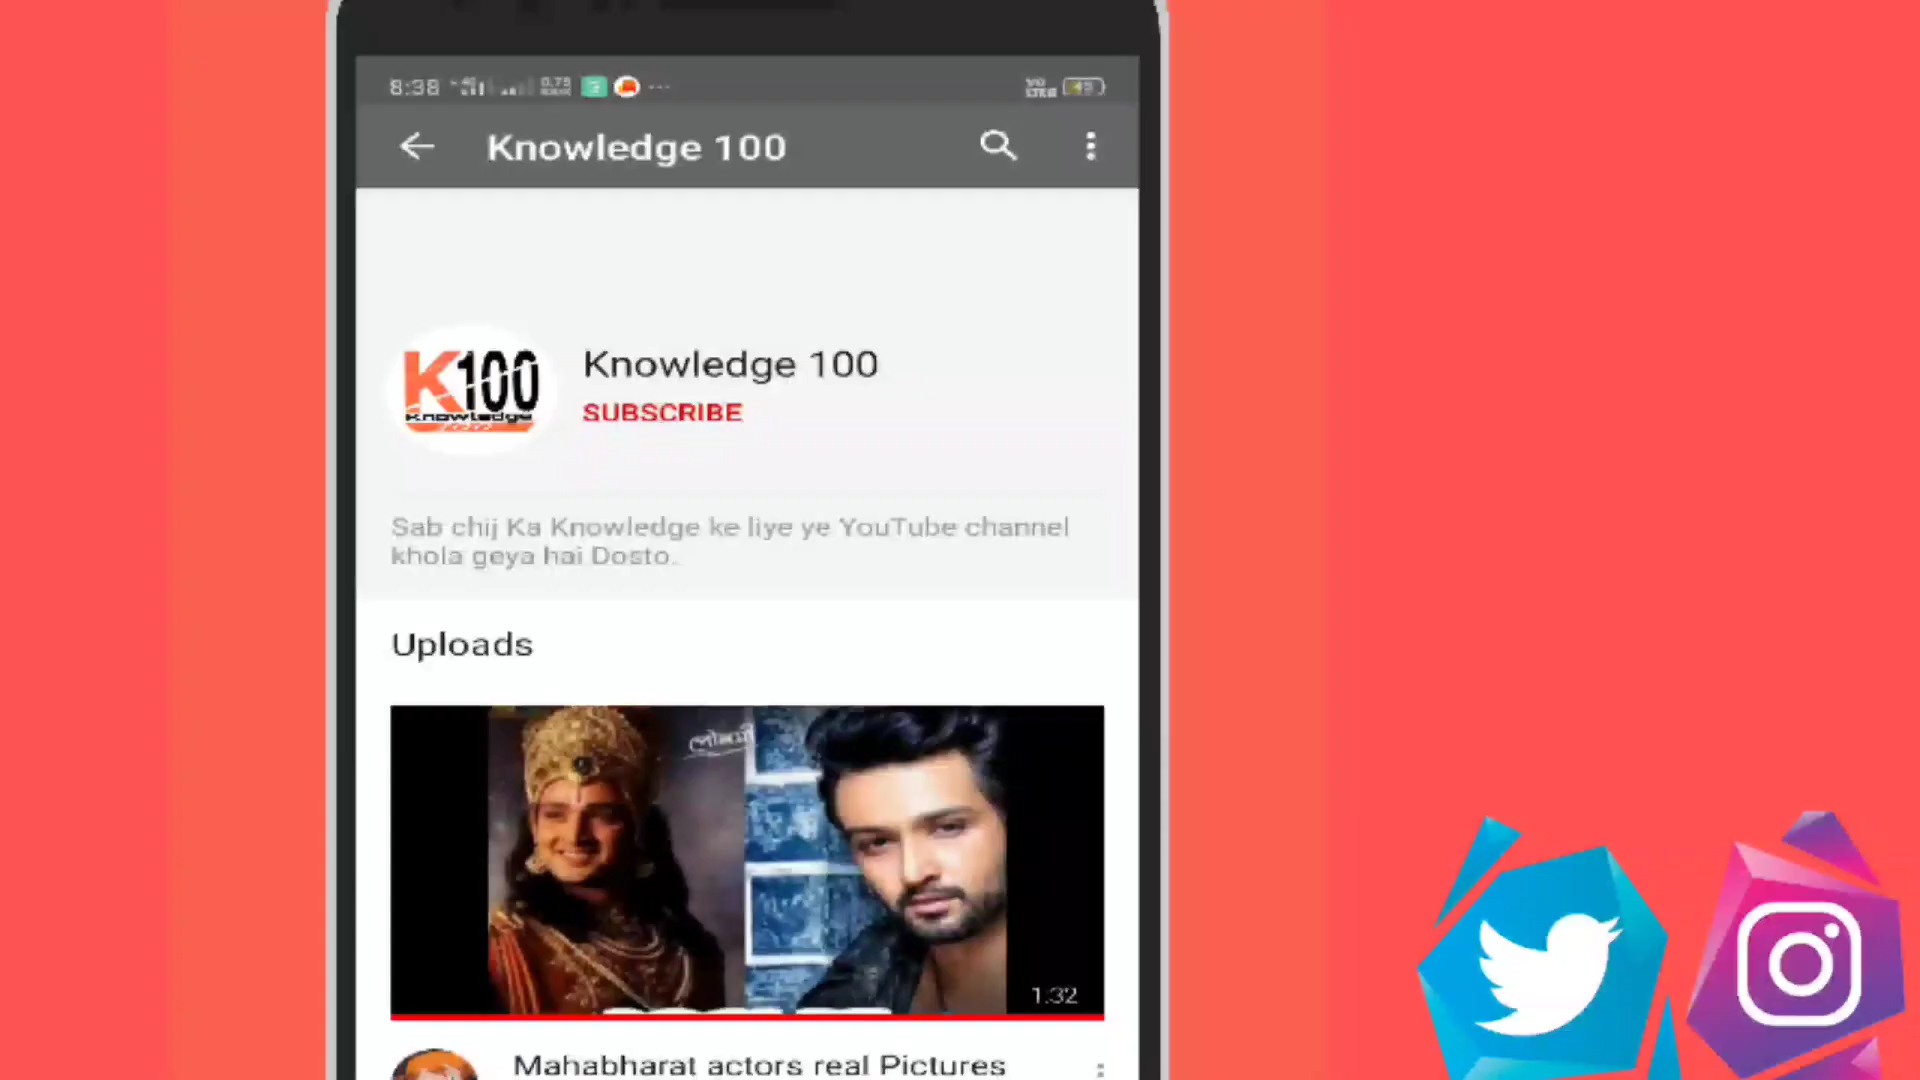 8:38
Knowledge 100
K100
Knowledge
Knowledge 100
SUBSCRIBE
Sab chij Ka Knowledge ke liye ye YouTube channel
khola geya hai Dosto.
Uploads
1:32
Mahabharat actors real Pictures